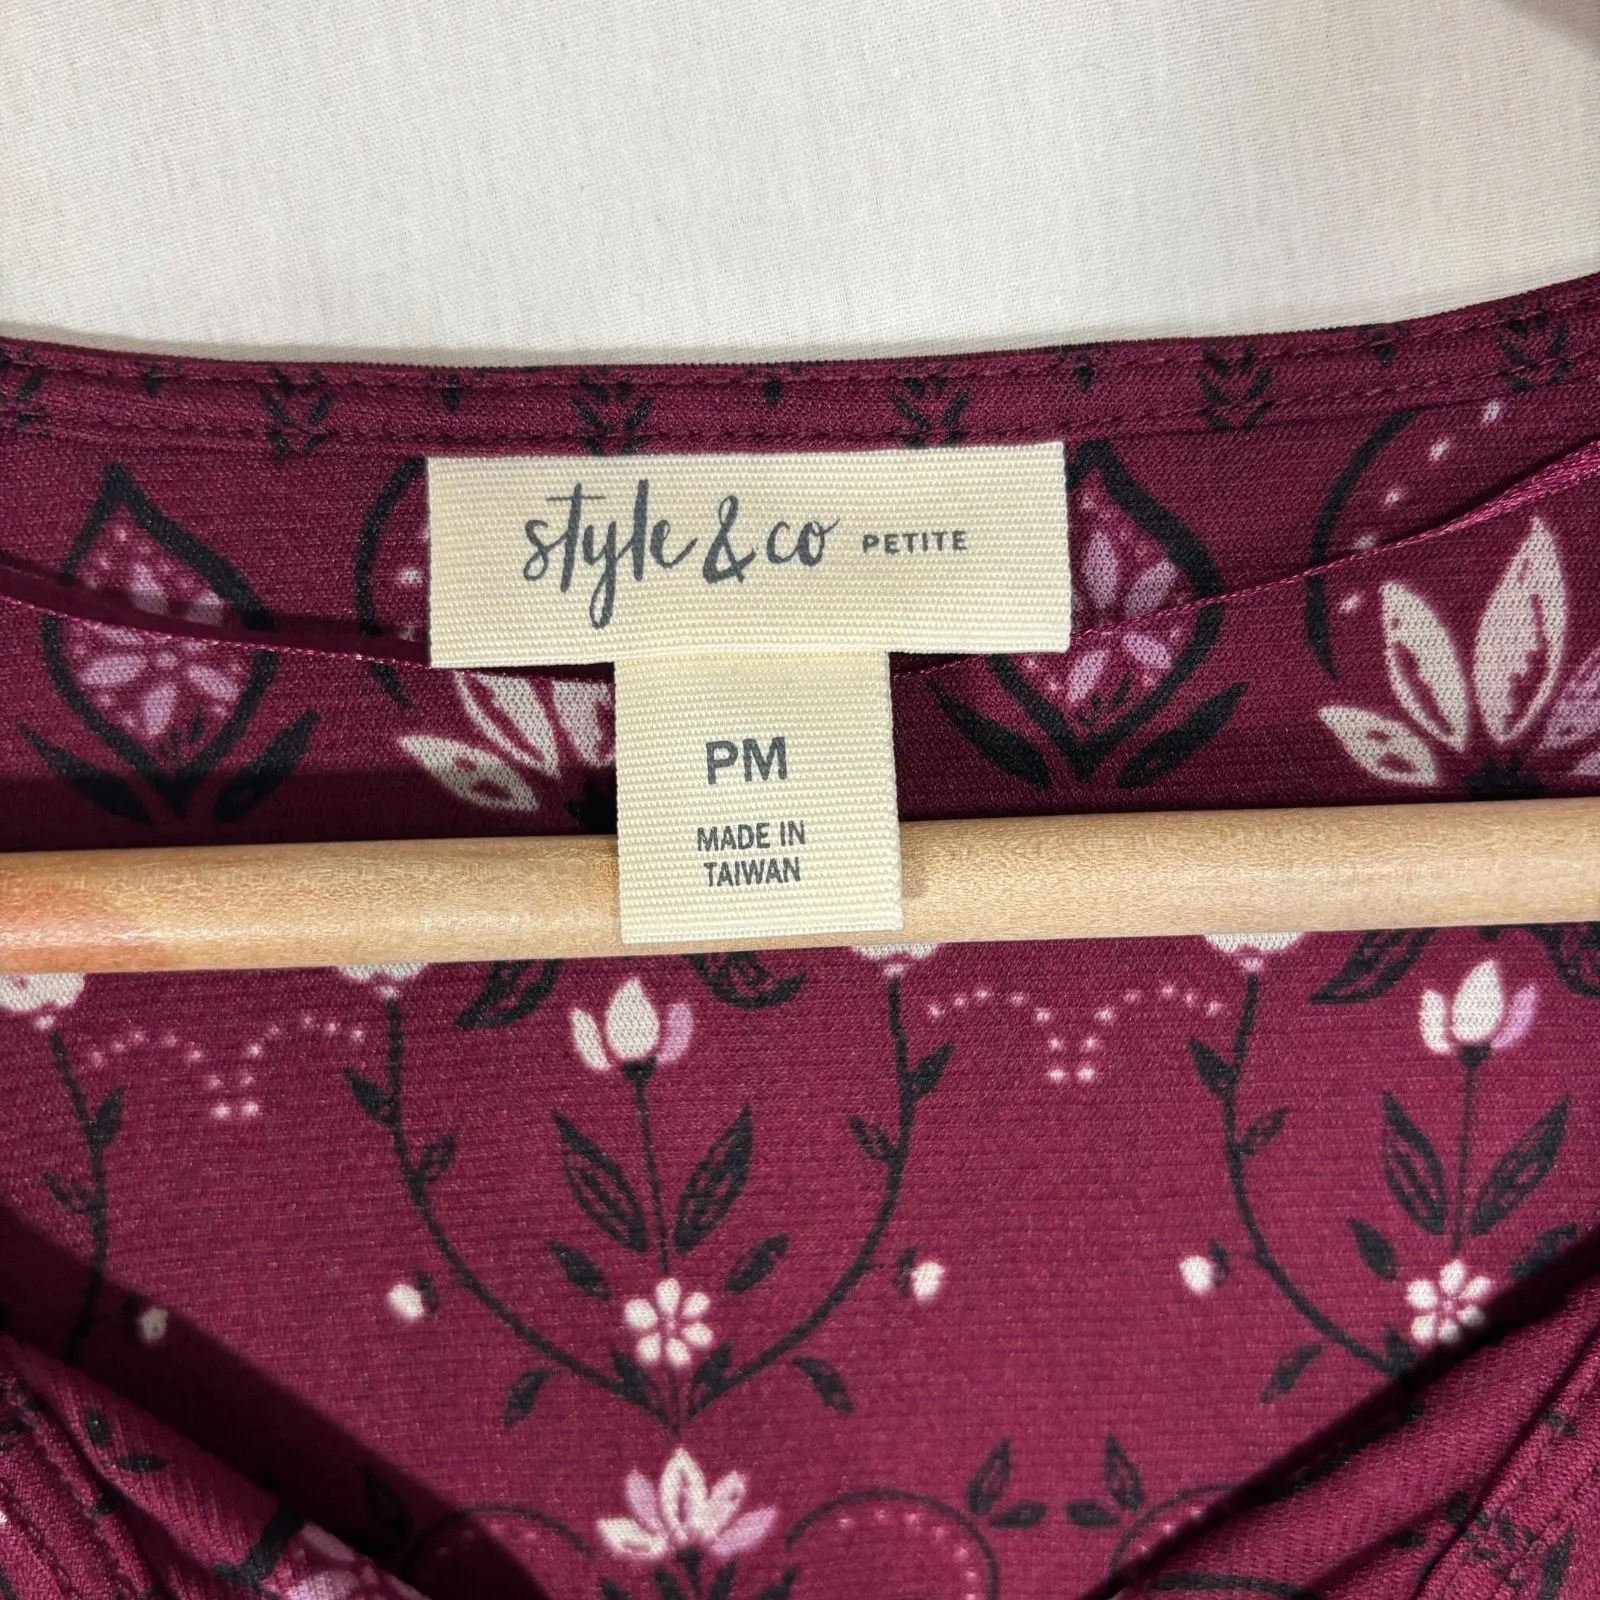 style & co PETITE
PM
MADE IN
TAIWAN